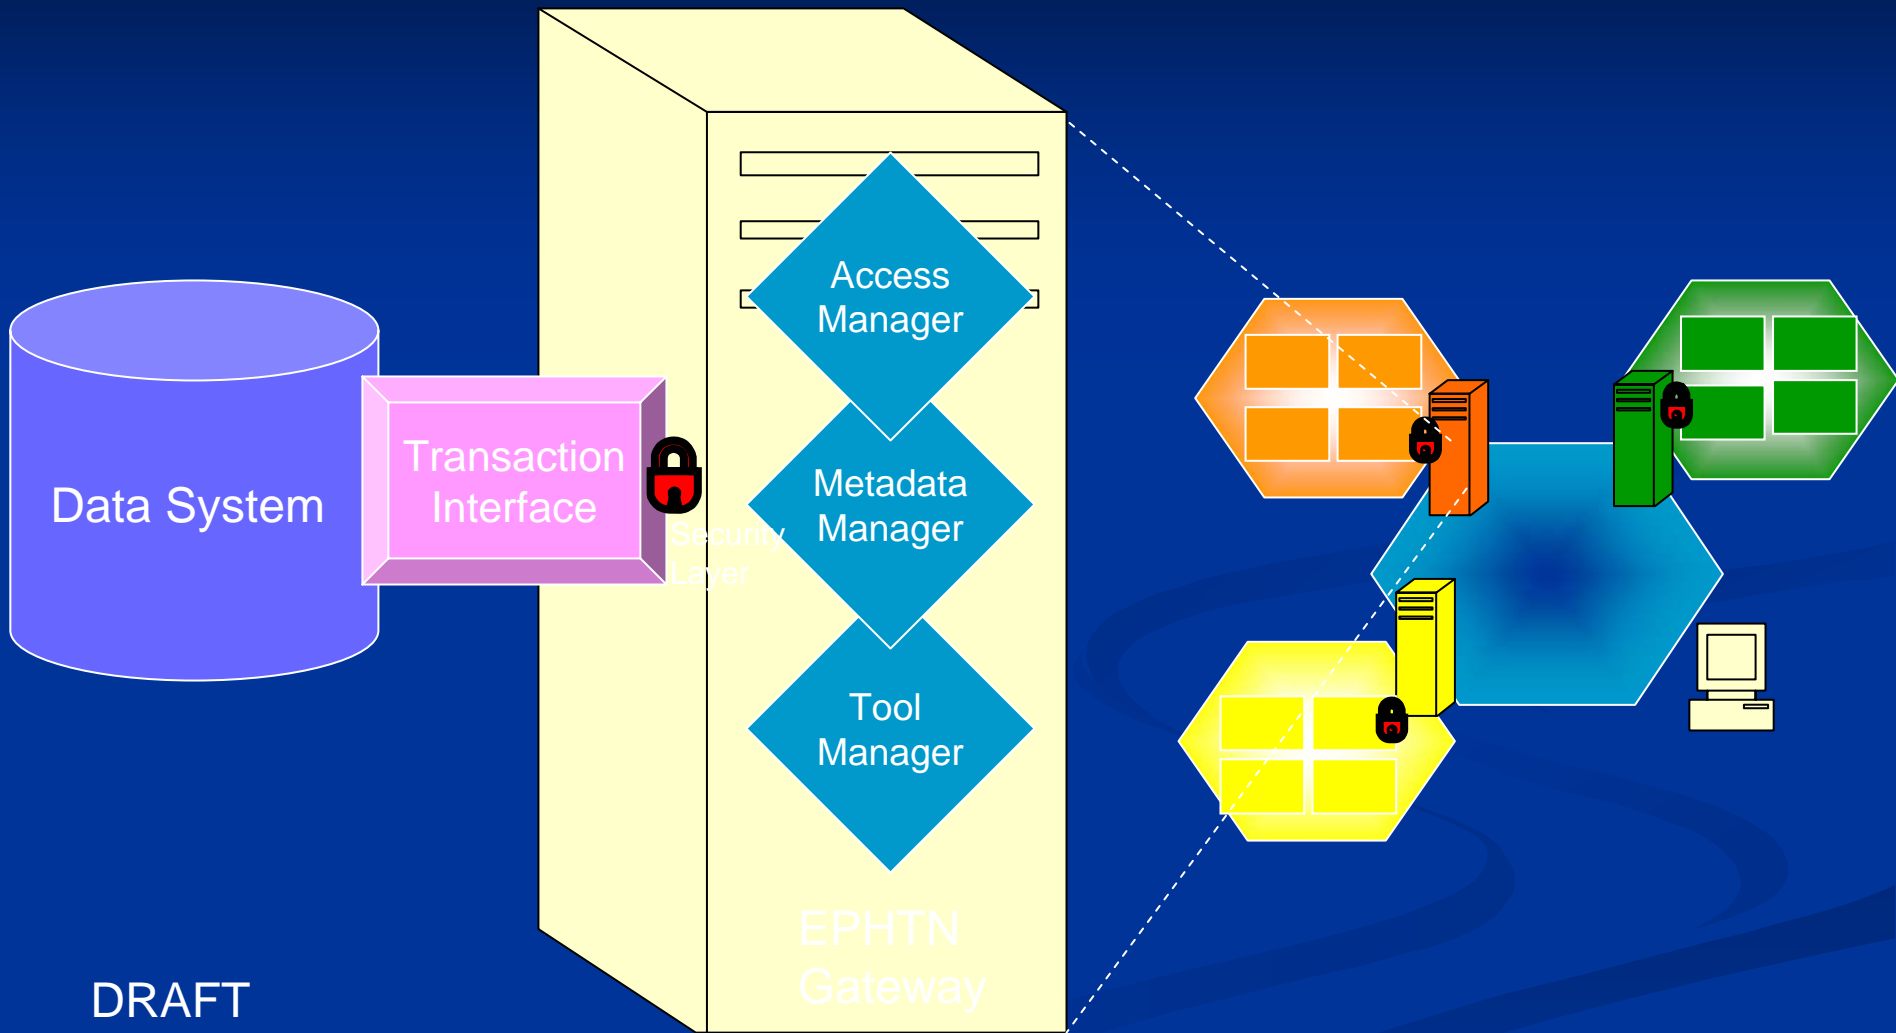 Access
Manager
Data System
Transaction
Interface
Security
Layer
Metadata
Manager
Tool
Manager
EPHTN
Gateway
DRAFT